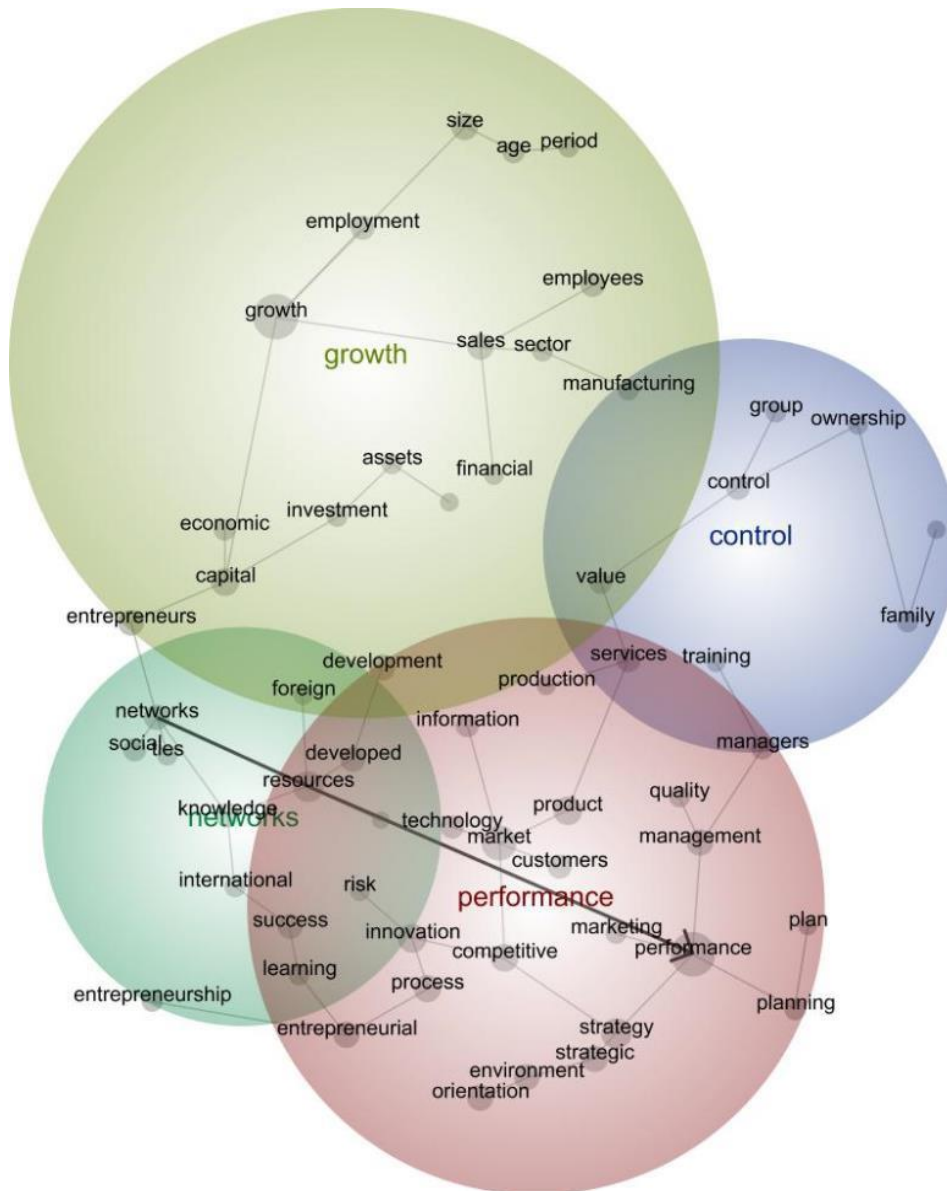 size
age
period
employment
employees
growth
sales
sector
growth
manufacturing
group
ownership
assets
financial
control
investment
economic
control
capital
value
entrepreneurs
family
development
services
training
production
foreign
networks
information
social
ties
developed
managers
resources
quality
knowledge
networks
technology
product
market
management
customers
international
risk
performance
success
plan
innovation
marketing
competitive
performance
learning
process
entrepreneurship
planning
entrepreneurial
strategy
strategic
environment
orientation